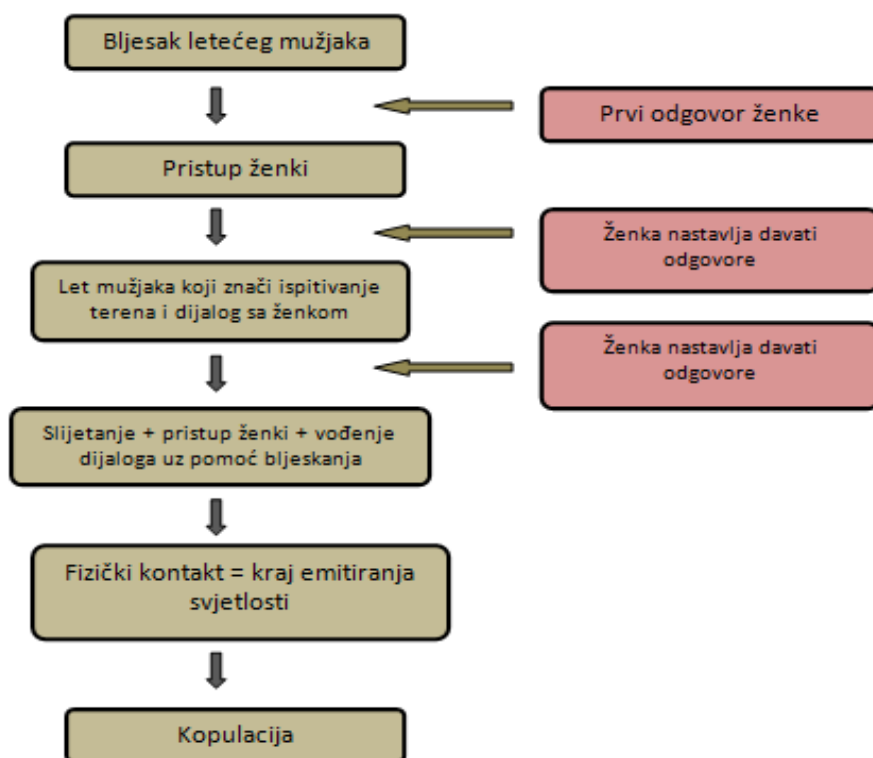 Bljesak letećeg mužjaka
Prvi odgovor ženke
Pristup ženki
Ženka nastavlja davati
odgovore
Let mužjaka koji znači ispitivanje
terena i dijalog sa ženkom
Ženka nastavlja davati
odgovore
Slijetanje + pristup ženki + vođenje
dijaloga uz pomoć bljeskanja
Fizički kontakt = kraj emitiranja
svjetlosti
Kopulacija